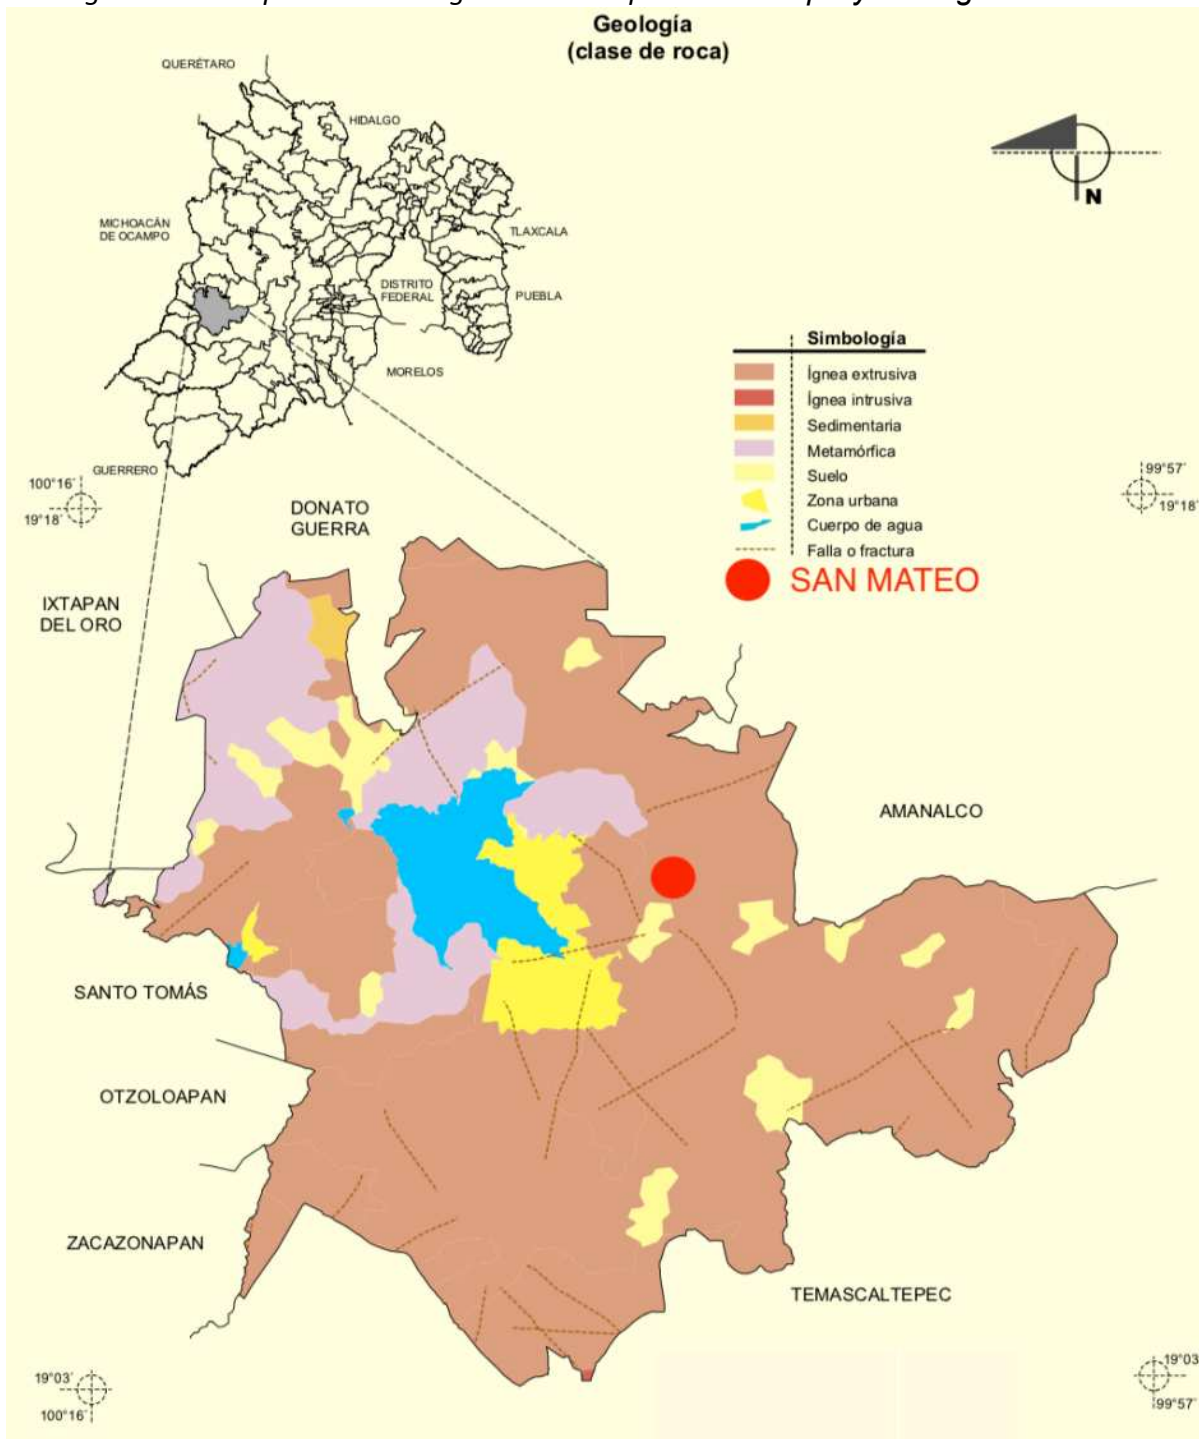 Geología
(clase de roca)
QUERÉTARO
HIDALGO
MICHOACÁN
DE OCAMPO
TLAXCALA
DISTRITO
FEDERAL
PUEBLA
MORELOS
GUERRERO
N
Simbología
Ígnea extrusiva
Ígnea intrusiva
Sedimentaria
Metamórfica
Suelo
Zona urbana
Cuerpo de agua
Falla o fractura
SAN MATEO
100°16´
19°18´
99°57´
19°18´
DONATO
GUERRA
IXTAPAN
DEL ORO
AMANALCO
SANTO TOMÁS
OTZOLOAPAN
ZACAZONAPAN
TEMASCALTEPEC
19°03´
100°16´
19°03
99°57´